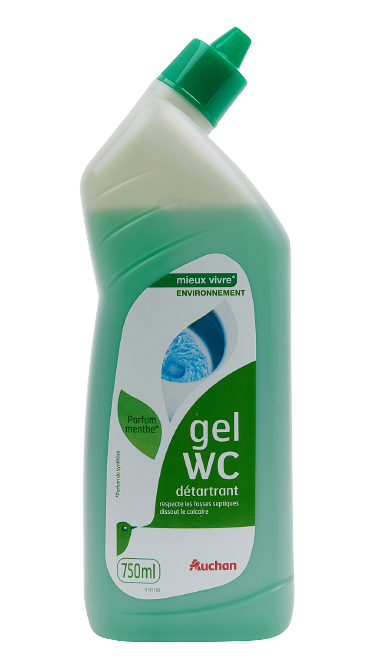 mieux vivre*
ENVIRONNEMENT
Parfum
menthe*
gel
WC
détartrant
respecte les fosses septiques
dissout le calcaire
*Parfum de synthèse
750ml
Auchan